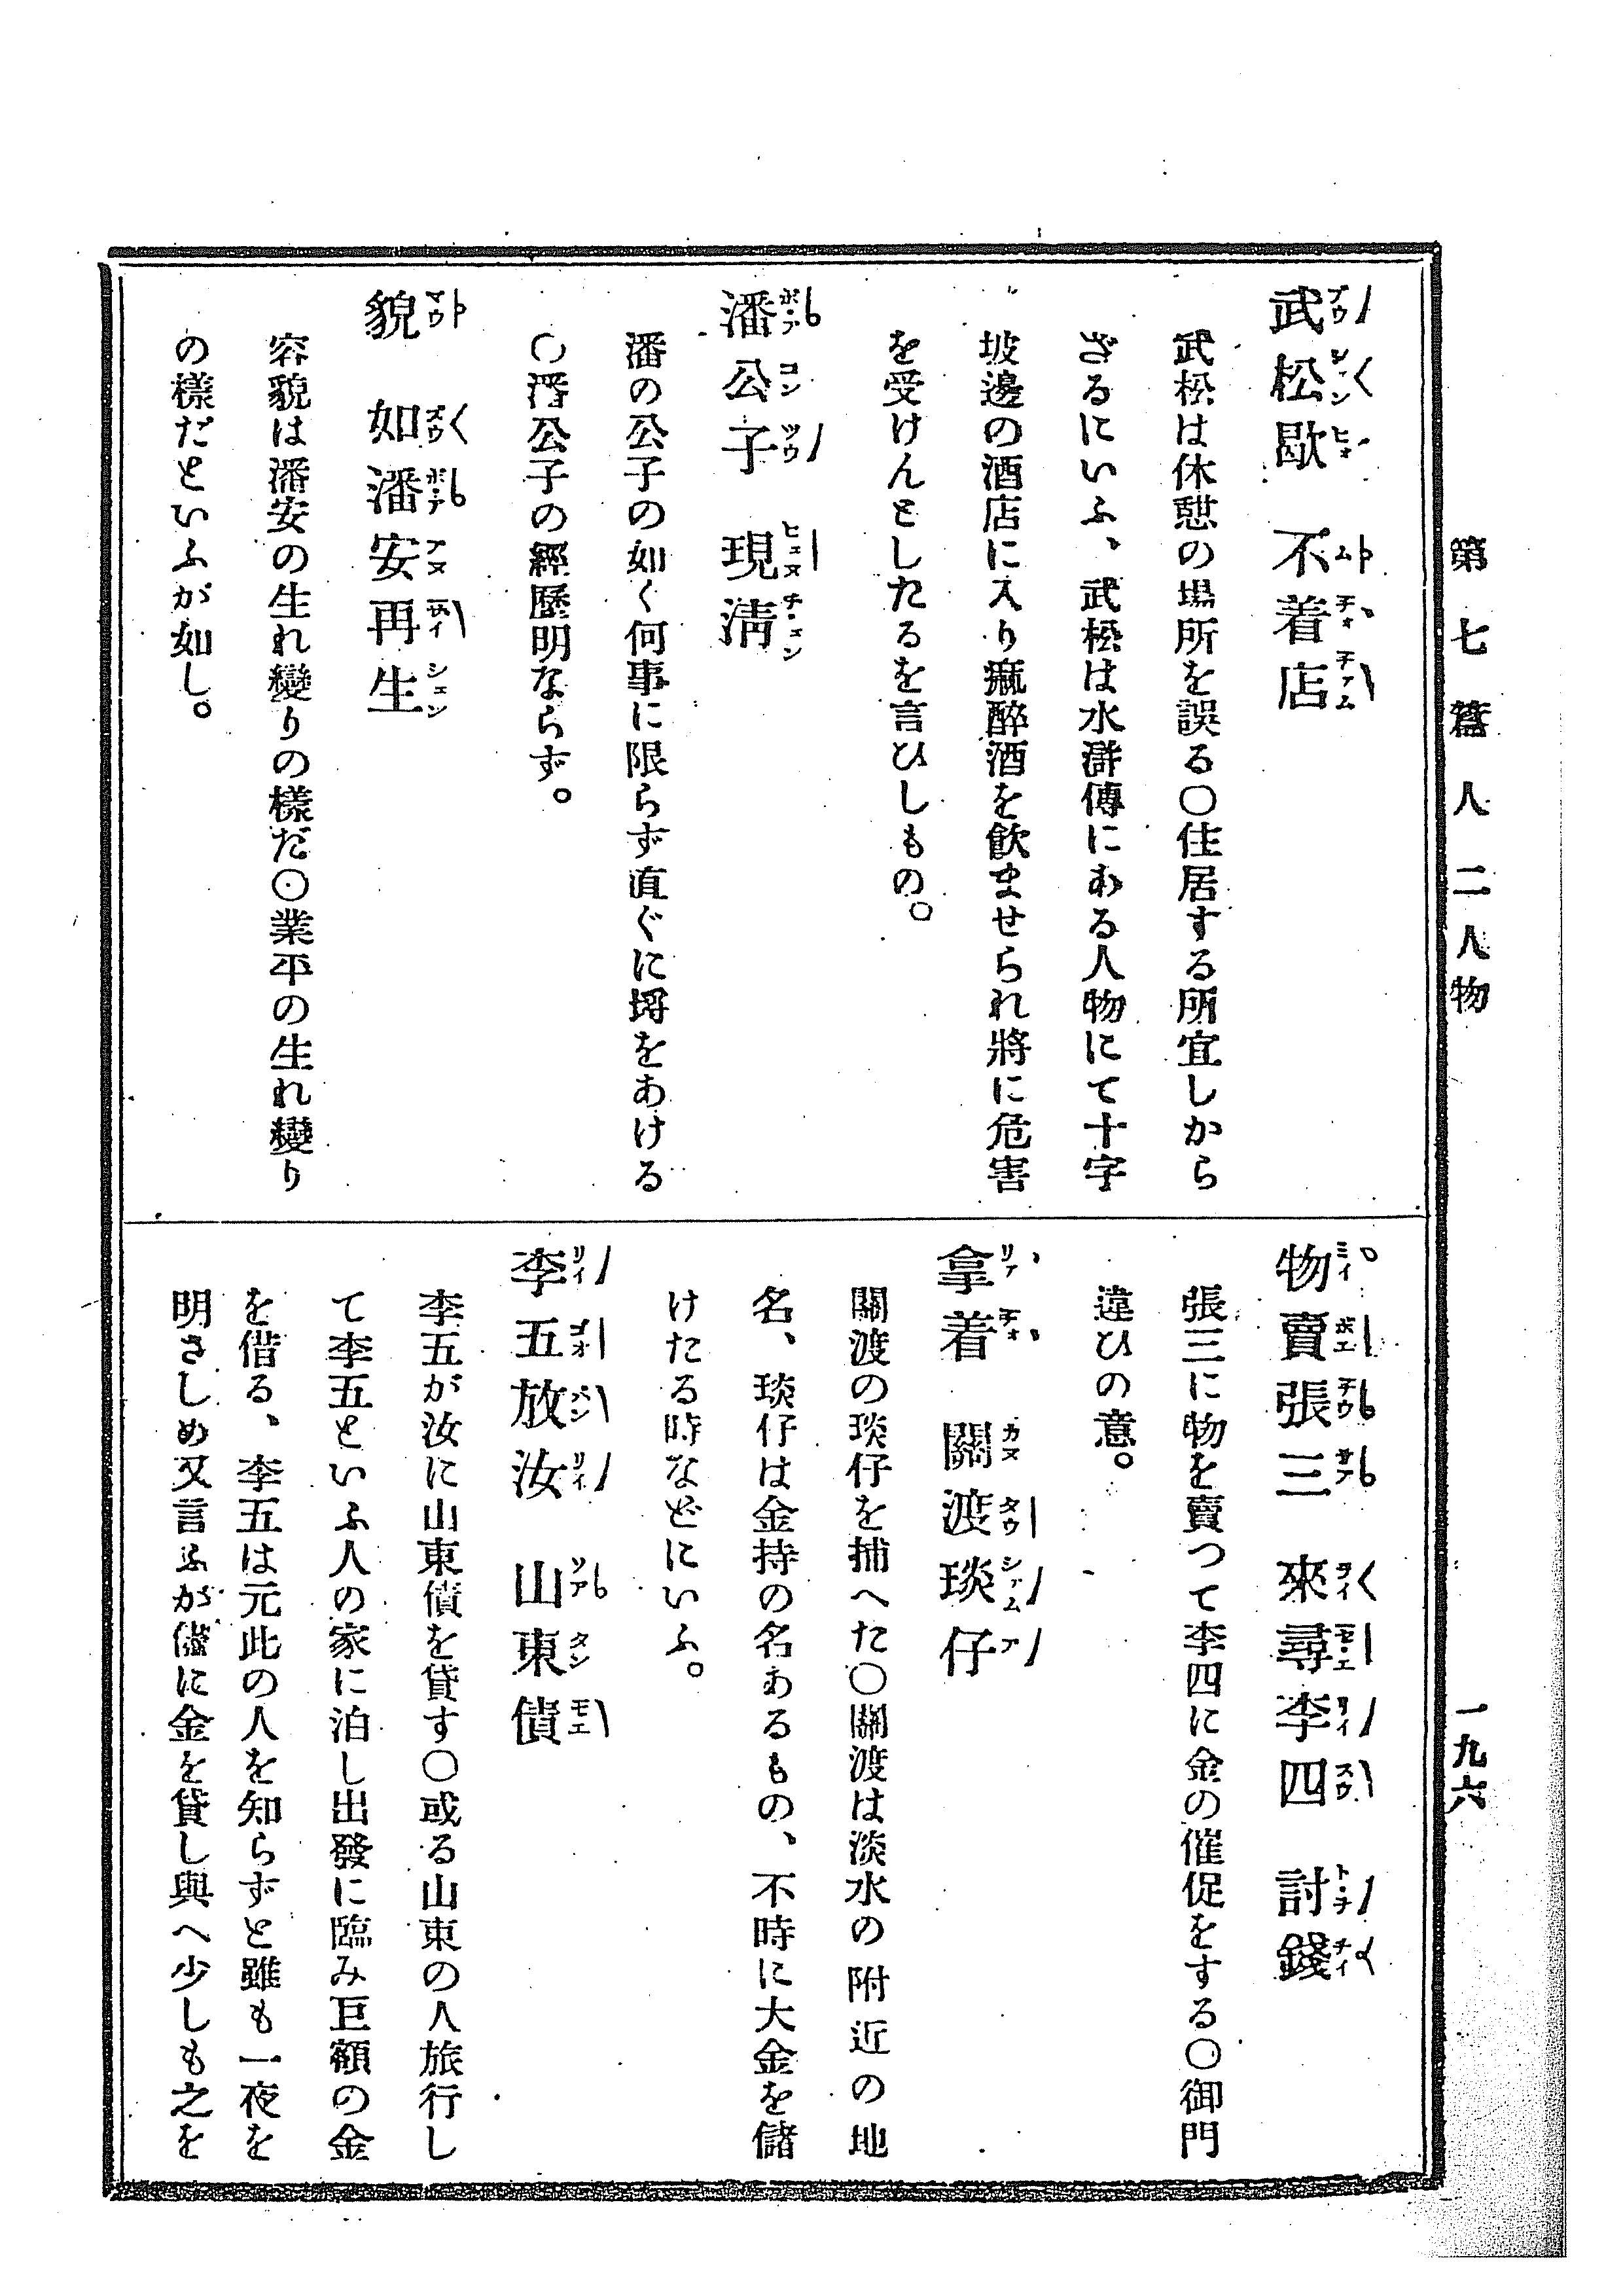 第七篇 人 二人物
一九六
武松歇 不着店
武松は休憩の場所を誤る〇住居する所宜しから
ざるにいふ、武松は水滸傳にある人物にて十字
坡邊の酒店に入り痲醉酒を飲ませられ將に危害
を受けんとしたるを言ひしもの。
潘公子 現淸
潘の公子の如く何事に限らず直ぐに埓をあける
〇潘公子の經歷明ならず。
貌 如潘安再生
容貌は潘安の生れ變りの樣だ〇業平の生れ變り
の樣だといふが如し。
物賣張三 來尋李四 討錢
張三に物を賣つて李四に金の催促をする〇御門
違ひの意。
拿着 關渡琰仔
關渡の琰仔を捕へた〇關渡は淡水の附近の地
名、琰仔は金持の名あるもの、不時に大金を儲
けたる時などにいふ。
李五放汝 山東債
李五が汝に山東債を貸す〇或る山東の人旅行し
て李五といふ人の家に泊し出發に臨み巨額の金
を借る、李五は元此の人を知らずと雖も一夜を
明さしめ又言ふが儘に金を貸し與へ少しも之を